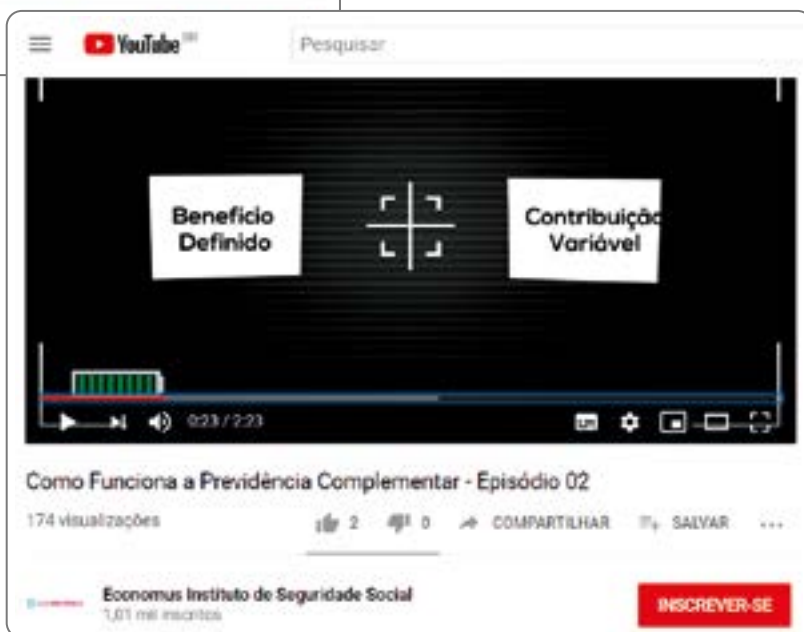 YouTube BR
Pesquisar
Benefício
Definido
Contribuição
Variável
0:23 / 2:23
Como Funciona a Previdência Complementar - Episódio 02
174 visualizações
2
0
COMPARTILHAR
SALVAR
Economus Instituto de Seguridade Social
1,01 mil inscritos
INSCREVER-SE